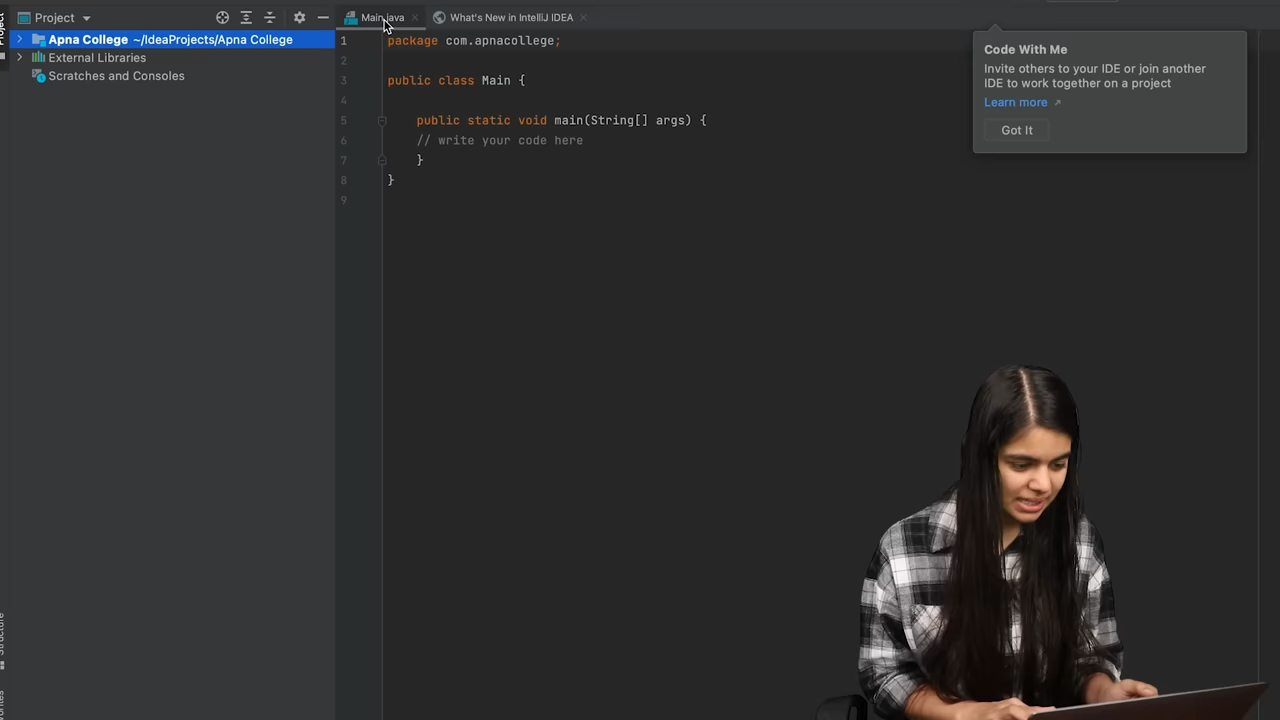 Project
Main.java
What's New in IntelliJ IDEA
Project
Apna College ~/IdeaProjects/Apna College
External Libraries
Scratches and Consoles
1 package com.apnacollege;
2
3 public class Main {
4
5 public static void main(String[] args) {
6 // write your code here
7 }
8 }
9
Code With Me
Invite others to your IDE or join another
IDE to work together on a project
Learn more ↗
Got It
Structure